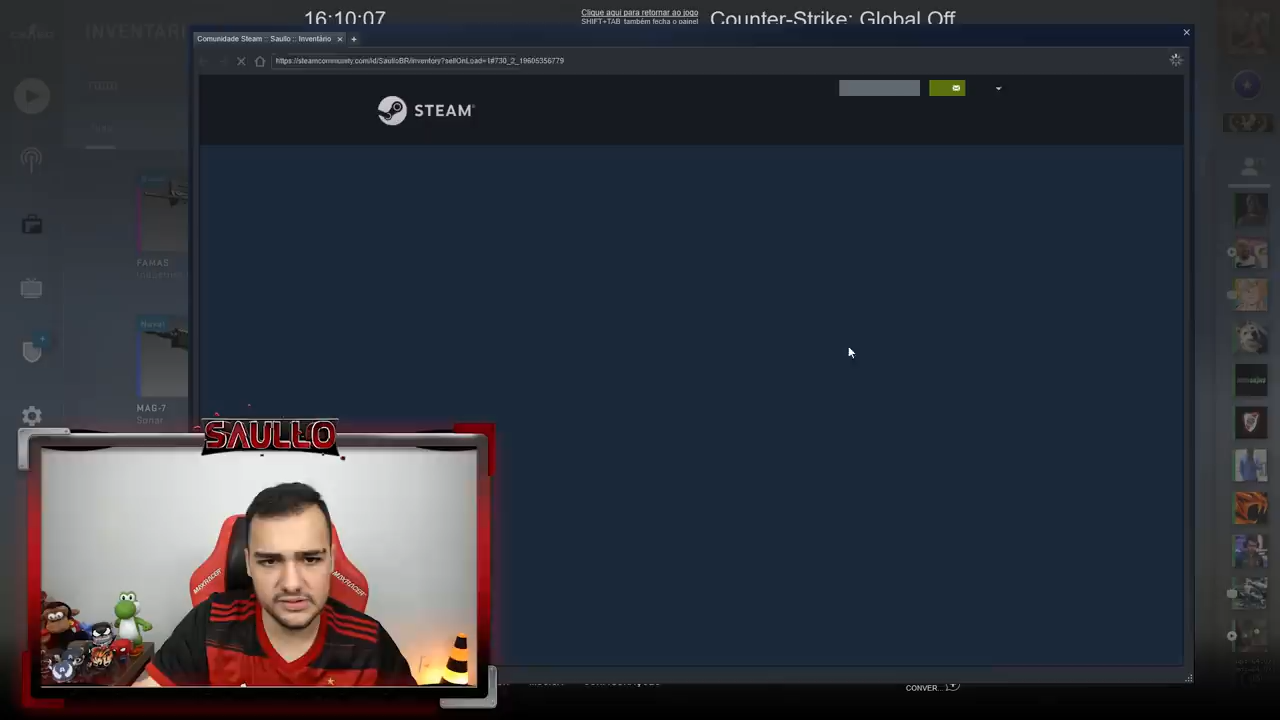 16:10:07
Clique aqui para retornar ao jogo
SHIFT+TAB também fecha o painel
Counter-Strike: Global Off
Comunidade Steam :: Saullo :: Inventário
https://steamcommunity.com/id/SaulloBR/inventory?sellOnLoad=1#730_2_19605356779
STEAM
FAMAS
MAG-7
Sonar
SAULLO
MAXRACER
MAXRACER
CONVER...